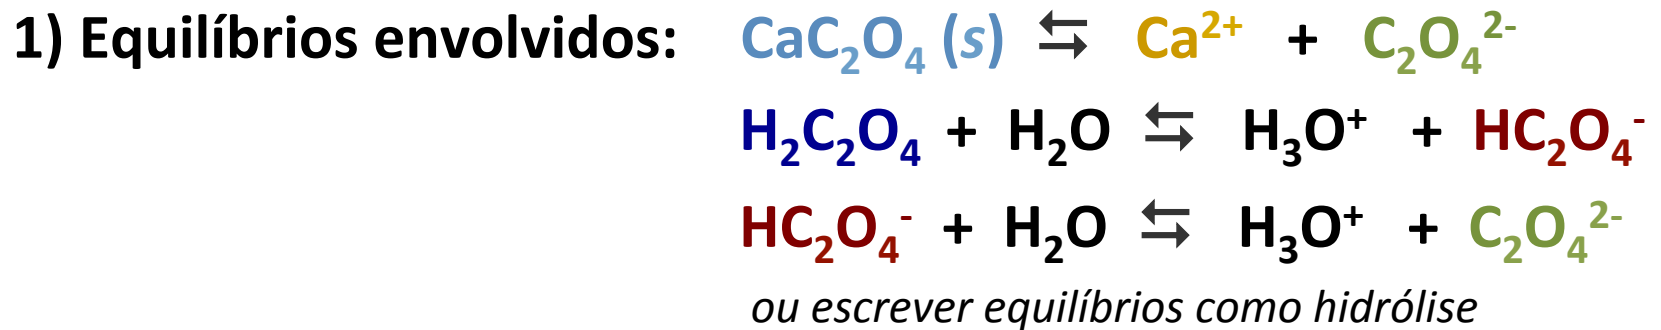 1) Equilíbrios envolvidos: CaC₂O₄ (s) ⇆ Ca²⁺ + C₂O₄²⁻
H₂C₂O₄ + H₂O ⇆ H₃O⁺ + HC₂O₄⁻
HC₂O₄⁻ + H₂O ⇆ H₃O⁺ + C₂O₄²⁻
ou escrever equilíbrios como hidrólise